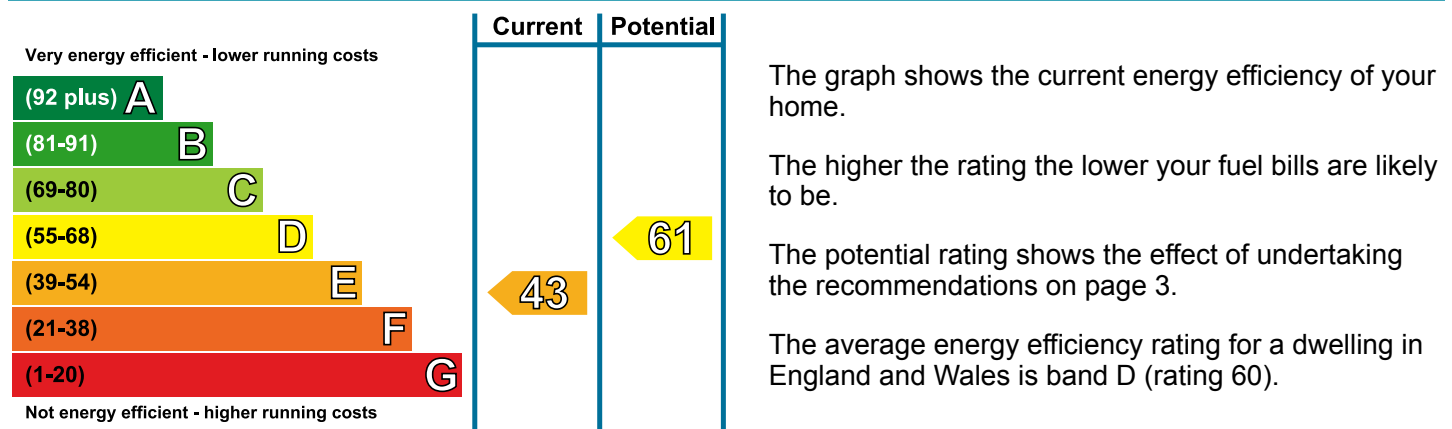 Current Potential
Very energy efficient - lower running costs
(92 plus) A
(81-91) B
(69-80) C
(55-68) D
(39-54) E
(21-38) F
(1-20) G
Not energy efficient - higher running costs
43
61
The graph shows the current energy efficiency of your
home.
The higher the rating the lower your fuel bills are likely
to be.
The potential rating shows the effect of undertaking
the recommendations on page 3.
The average energy efficiency rating for a dwelling in
England and Wales is band D (rating 60).